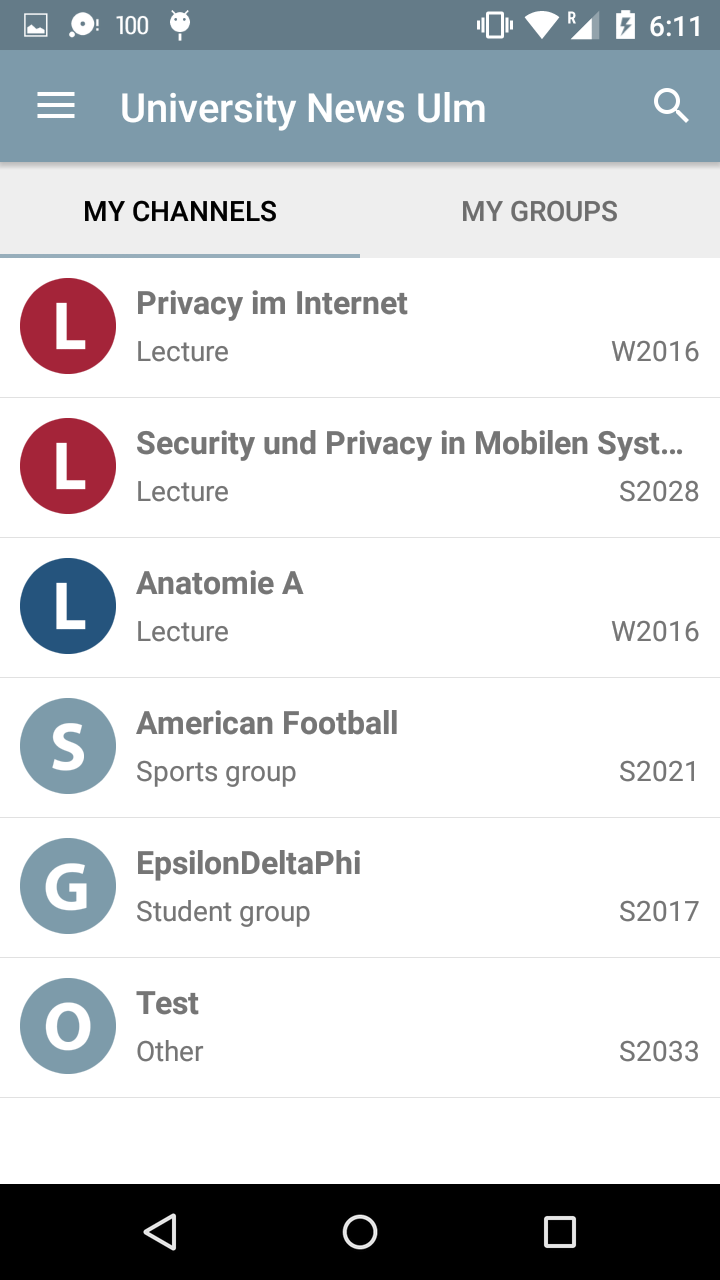 100 R 6:11
University News Ulm
MY CHANNELS MY GROUPS
L Privacy im Internet
Lecture W2016
L Security und Privacy in Mobilen Syst...
Lecture S2028
L Anatomie A
Lecture W2016
S American Football
Sports group S2021
G EpsilonDeltaPhi
Student group S2017
O Test
Other S2033